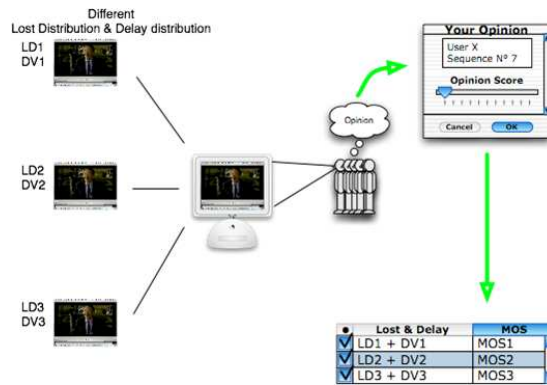 Different
Lost Distribution & Delay distribution
LD1
DV1
LD2
DV2
LD3
DV3
Opinion
Your Opinion
User X
Sequence Nº 7
Opinion Score
Cancel
OK
Lost & Delay MOS
LD1 + DV1 MOS1
LD2 + DV2 MOS2
LD3 + DV3 MOS3